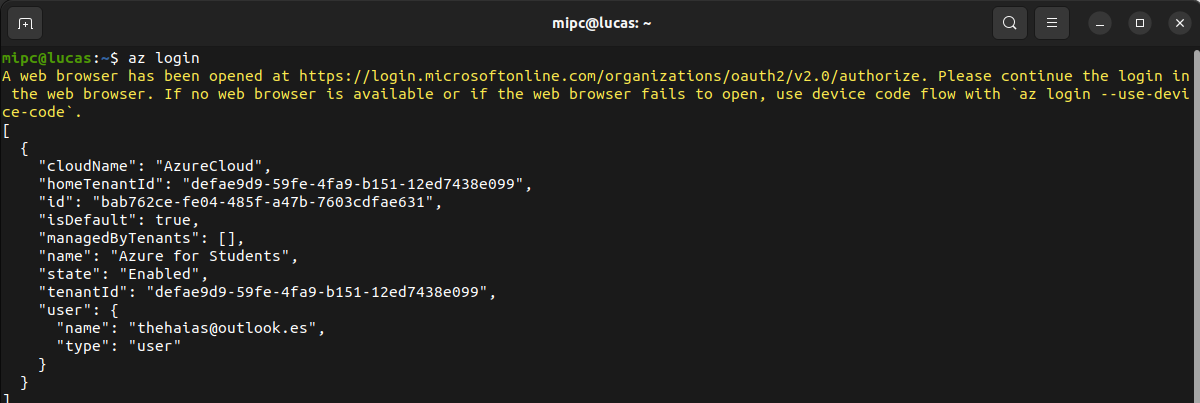 mipc@lucas: ~
mipc@lucas:~$ az login
A web browser has been opened at https://login.microsoftonline.com/organizations/oauth2/v2.0/authorize. Please continue the login in
 the web browser. If no web browser is available or if the web browser fails to open, use device code flow with `az login --use-devi
ce-code`.
[
  {
    "cloudName": "AzureCloud",
    "homeTenantId": "defae9d9-59fe-4fa9-b151-12ed7438e099",
    "id": "bab762ce-fe04-485f-a47b-7603cdfae631",
    "isDefault": true,
    "managedByTenants": [],
    "name": "Azure for Students",
    "state": "Enabled",
    "tenantId": "defae9d9-59fe-4fa9-b151-12ed7438e099",
    "user": {
      "name": "thehaias@outlook.es",
      "type": "user"
    }
  }
]